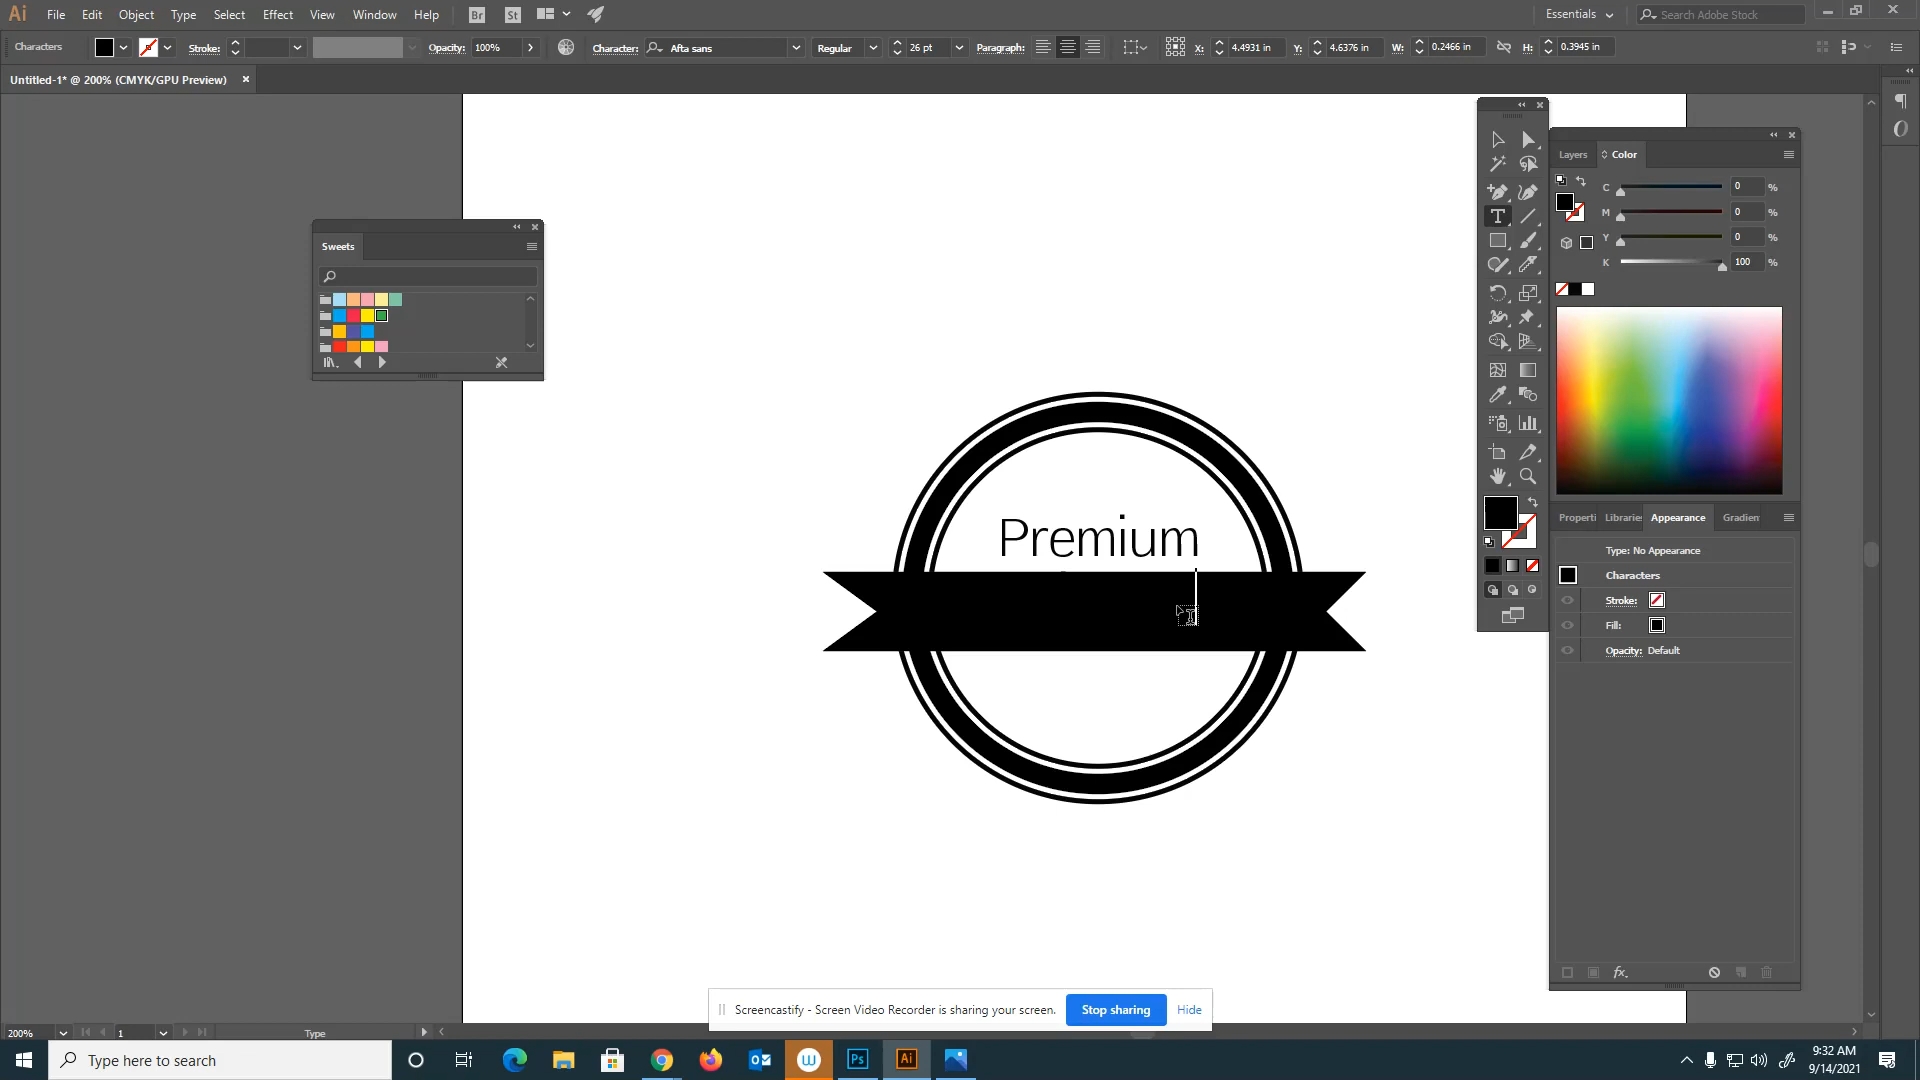 Ai File Edit Object Type Select Effect View Window Help Br St Essentials Search Adobe Stock
Characters Stroke: Opacity: 100% Character: Afta sans Regular 26 pt Paragraph: X: 4.4931 in Y: 4.6376 in W: 0.2466 in H: 0.3945 in
Untitled-1* @ 200% (CMYK/GPU Preview)
Sweets
Layers Color
C 0 %
M 0 %
Y 0 %
K 100 %
Premium
Properti Librarie Appearance Gradien
Type: No Appearance
Characters
Stroke:
Fill:
Opacity: Default
fx
Screencastify - Screen Video Recorder is sharing your screen. Stop sharing Hide
200% 1 Type
Type here to search
W Ps Ai
9:32 AM
9/14/2021